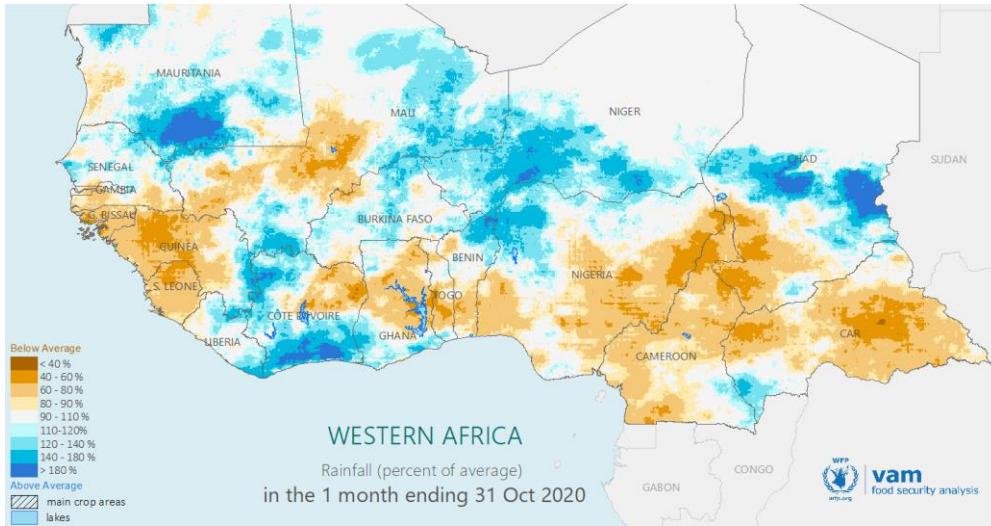 MAURITANIA
MALI
NIGER
CHAD
SUDAN
SENEGAL
GAMBIA
G. BISSAU
GUINEA
BURKINA FASO
BENIN
NIGERIA
S. LEONE
TOGO
CÔTE D'IVOIRE
GHANA
LIBERIA
CAMEROON
CAR
Below Average
< 40 %
40 - 60 %
60 - 80 %
80 - 90 %
90 - 110 %
110-120%
120 - 140 %
140 - 180 %
> 180 %
Above Average
main crop areas
lakes
WESTERN AFRICA
Rainfall (percent of average)
in the 1 month ending 31 Oct 2020
GABON
CONGO
WFP
wfp.org
vam
food security analysis